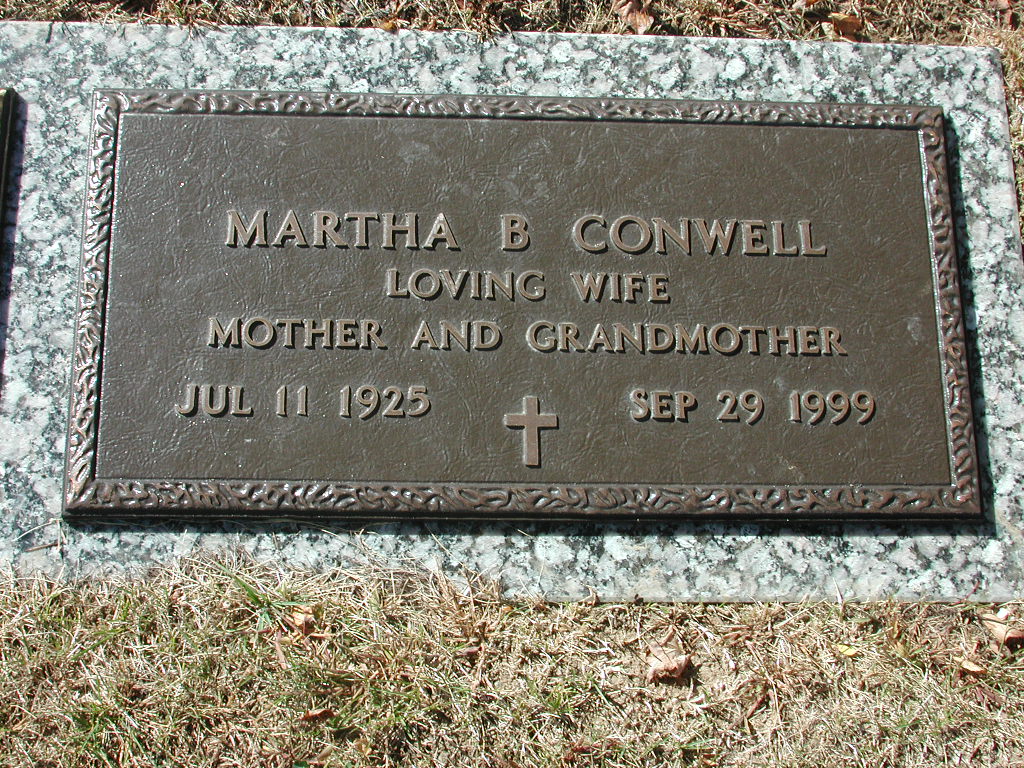 MARTHA B CONWELL
LOVING WIFE
MOTHER AND GRANDMOTHER
JUL 11 1925 SEP 29 1999